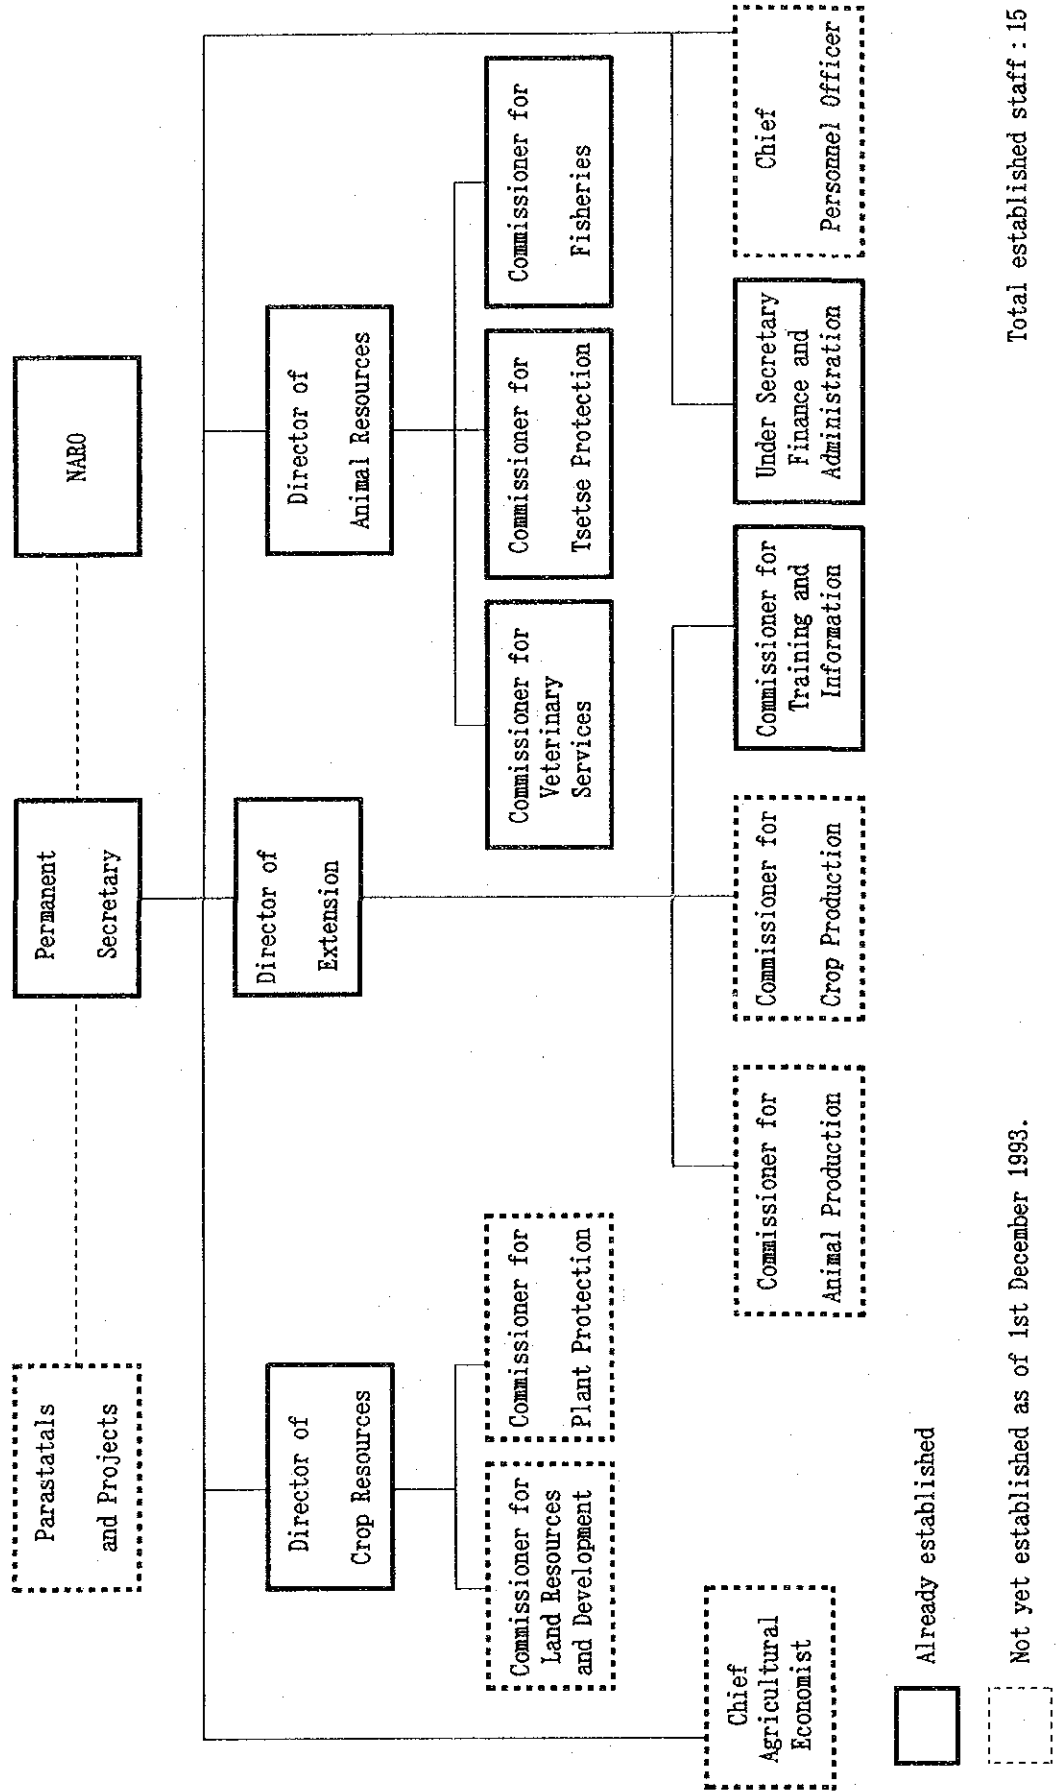 Parastatals
and Projects
Permanent
Secretary
NARO
Director of
Crop Resources
Director of
Extension
Director of
Animal Resources
Commissioner for
Land Resources
and Development
Commissioner for
Plant Protection
Commissioner for
Veterinary
Services
Commissioner for
Tsetse Protection
Commissioner for
Fisheries
Chief
Agricultural
Economist
Commissioner for
Animal Production
Commissioner for
Crop Production
Commissioner for
Training and
Information
Under Secretary
Finance and
Administration
Chief
Personnel Officer
Already established
Not yet established as of 1st December 1993.
Total established staff : 15